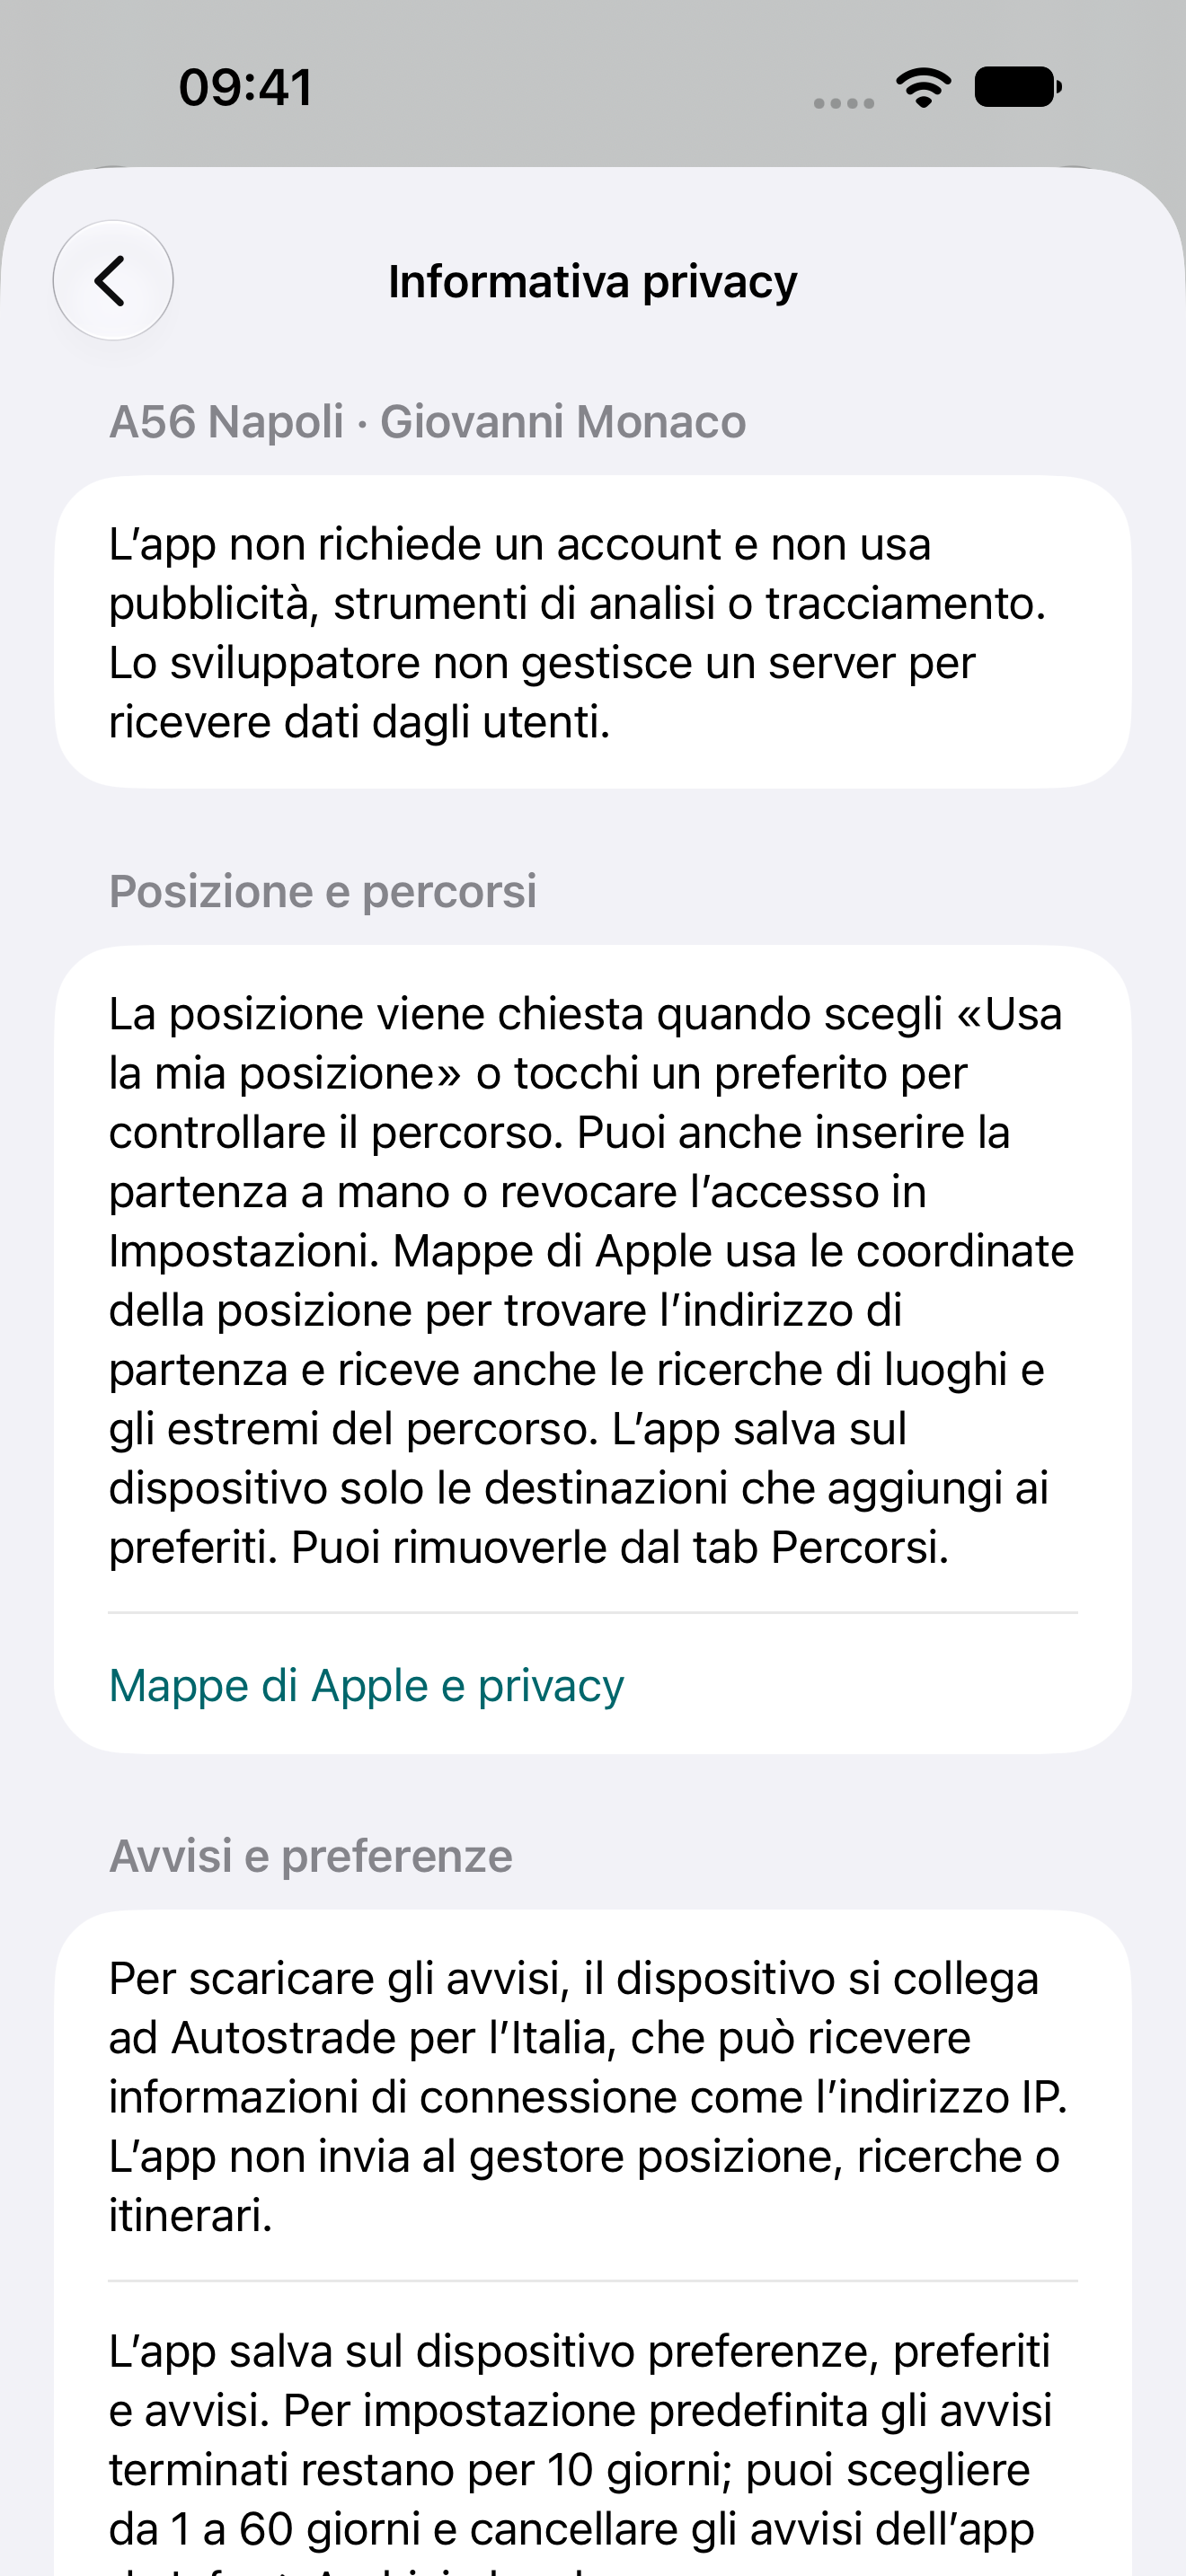 09:41
Informativa privacy
A56 Napoli · Giovanni Monaco
L’app non richiede un account e non usa
pubblicità, strumenti di analisi o tracciamento.
Lo sviluppatore non gestisce un server per
ricevere dati dagli utenti.
Posizione e percorsi
La posizione viene chiesta quando scegli «Usa
la mia posizione» o tocchi un preferito per
controllare il percorso. Puoi anche inserire la
partenza a mano o revocare l’accesso in
Impostazioni. Mappe di Apple usa le coordinate
della posizione per trovare l’indirizzo di
partenza e riceve anche le ricerche di luoghi e
gli estremi del percorso. L’app salva sul
dispositivo solo le destinazioni che aggiungi ai
preferiti. Puoi rimuoverle dal tab Percorsi.
Mappe di Apple e privacy
Avvisi e preferenze
Per scaricare gli avvisi, il dispositivo si collega
ad Autostrade per l’Italia, che può ricevere
informazioni di connessione come l’indirizzo IP.
L’app non invia al gestore posizione, ricerche o
itinerari.
L’app salva sul dispositivo preferenze, preferiti
e avvisi. Per impostazione predefinita gli avvisi
terminati restano per 10 giorni; puoi scegliere
da 1 a 60 giorni e cancellare gli avvisi dell’app